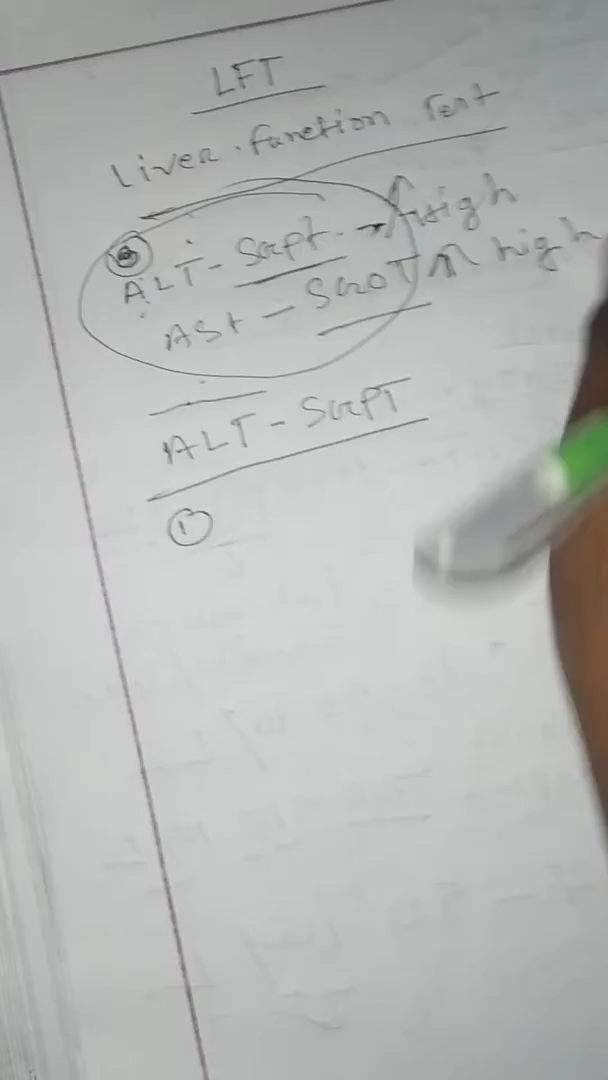 LFT
Liver. function Test
ALT - SGPT → ↑ High
AST - SGOT ↑↑ high
ALT - SGPT
①